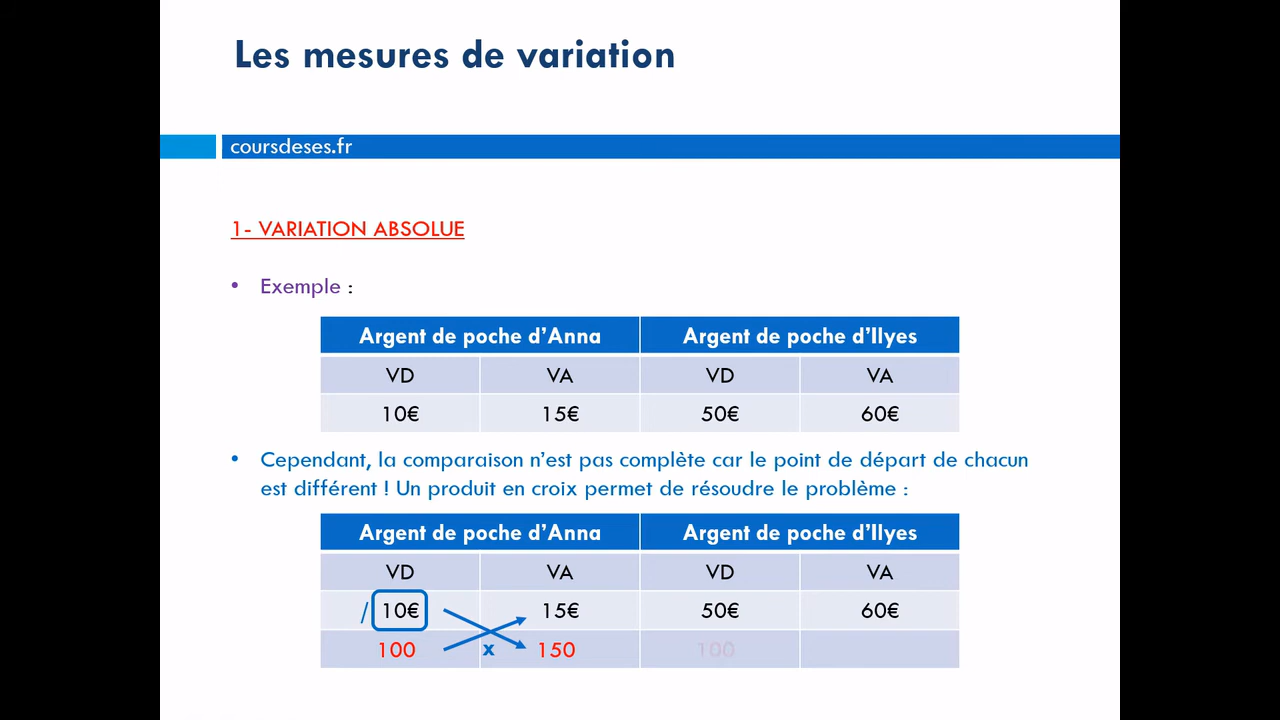 Les mesures de variation
coursdeses.fr
1- VARIATION ABSOLUE
• Exemple :
Argent de poche d’Anna Argent de poche d’Ilyes
VD VA VD VA
10€ 15€ 50€ 60€
• Cependant, la comparaison n’est pas complète car le point de départ de chacun
est différent ! Un produit en croix permet de résoudre le problème :
Argent de poche d’Anna Argent de poche d’Ilyes
VD VA VD VA
/ 10€ 15€ 50€ 60€
100 x 150 100